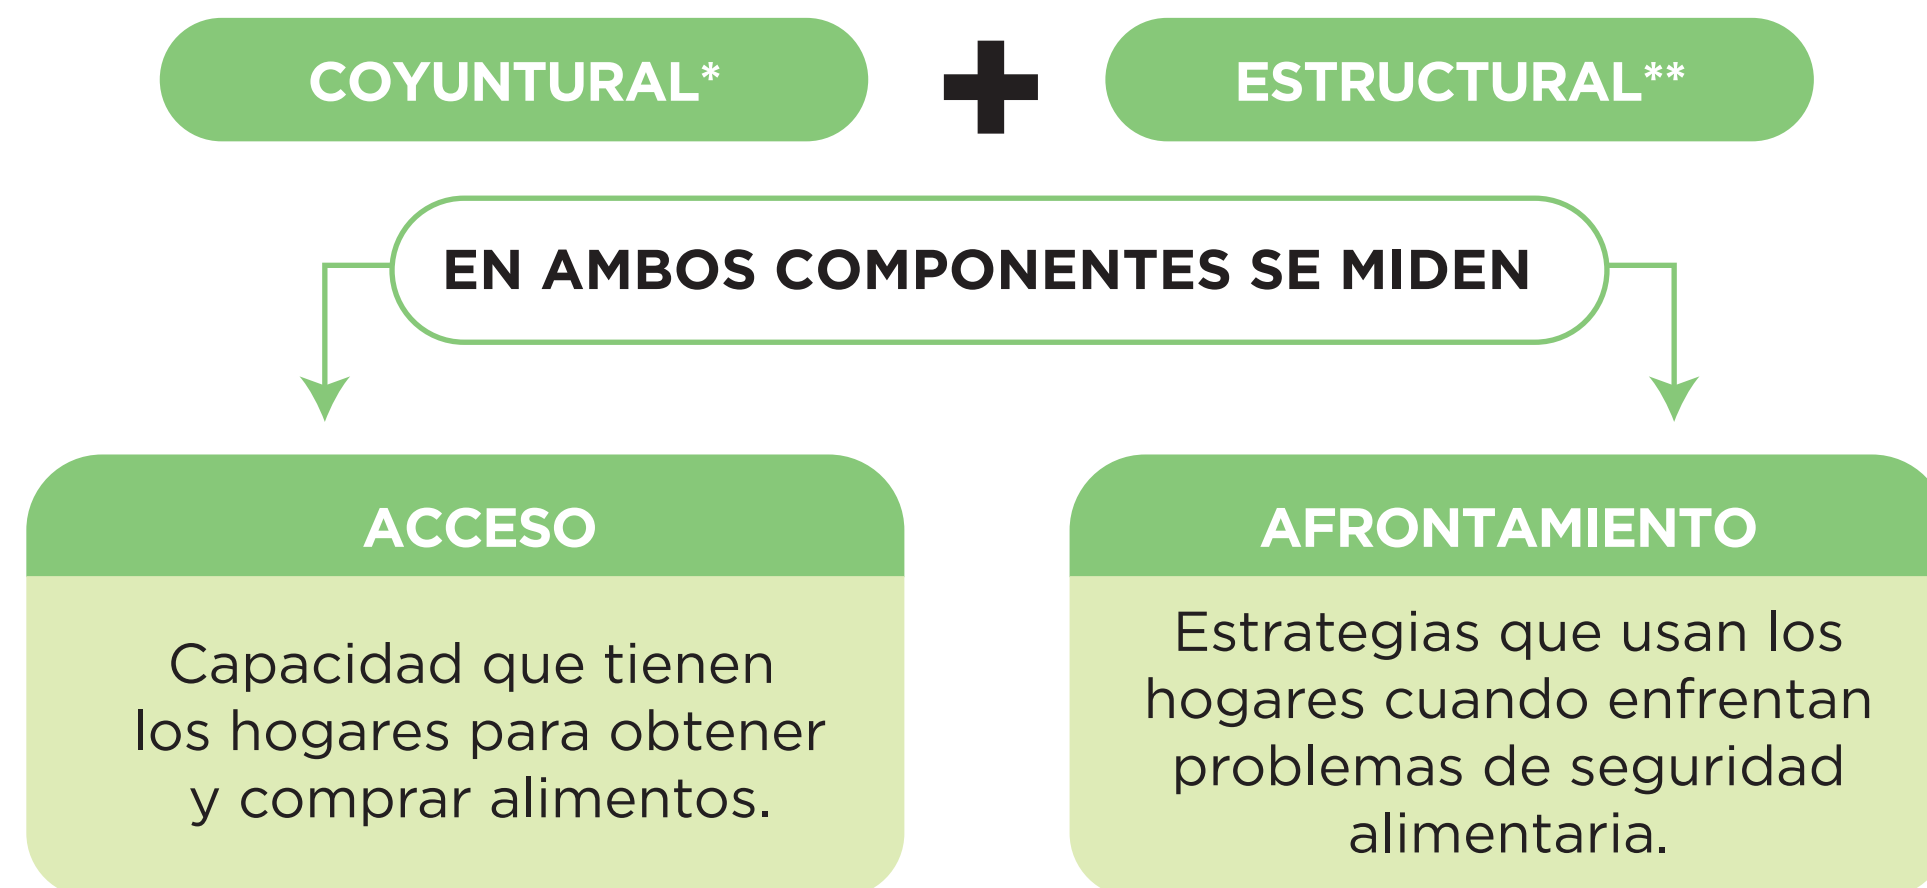 COYUNTURAL*
+
ESTRUCTURAL**
EN AMBOS COMPONENTES SE MIDEN
ACCESO
Capacidad que tienen
los hogares para obtener
y comprar alimentos.
AFRONTAMIENTO
Estrategias que usan los
hogares cuando enfrentan
problemas de seguridad
alimentaria.